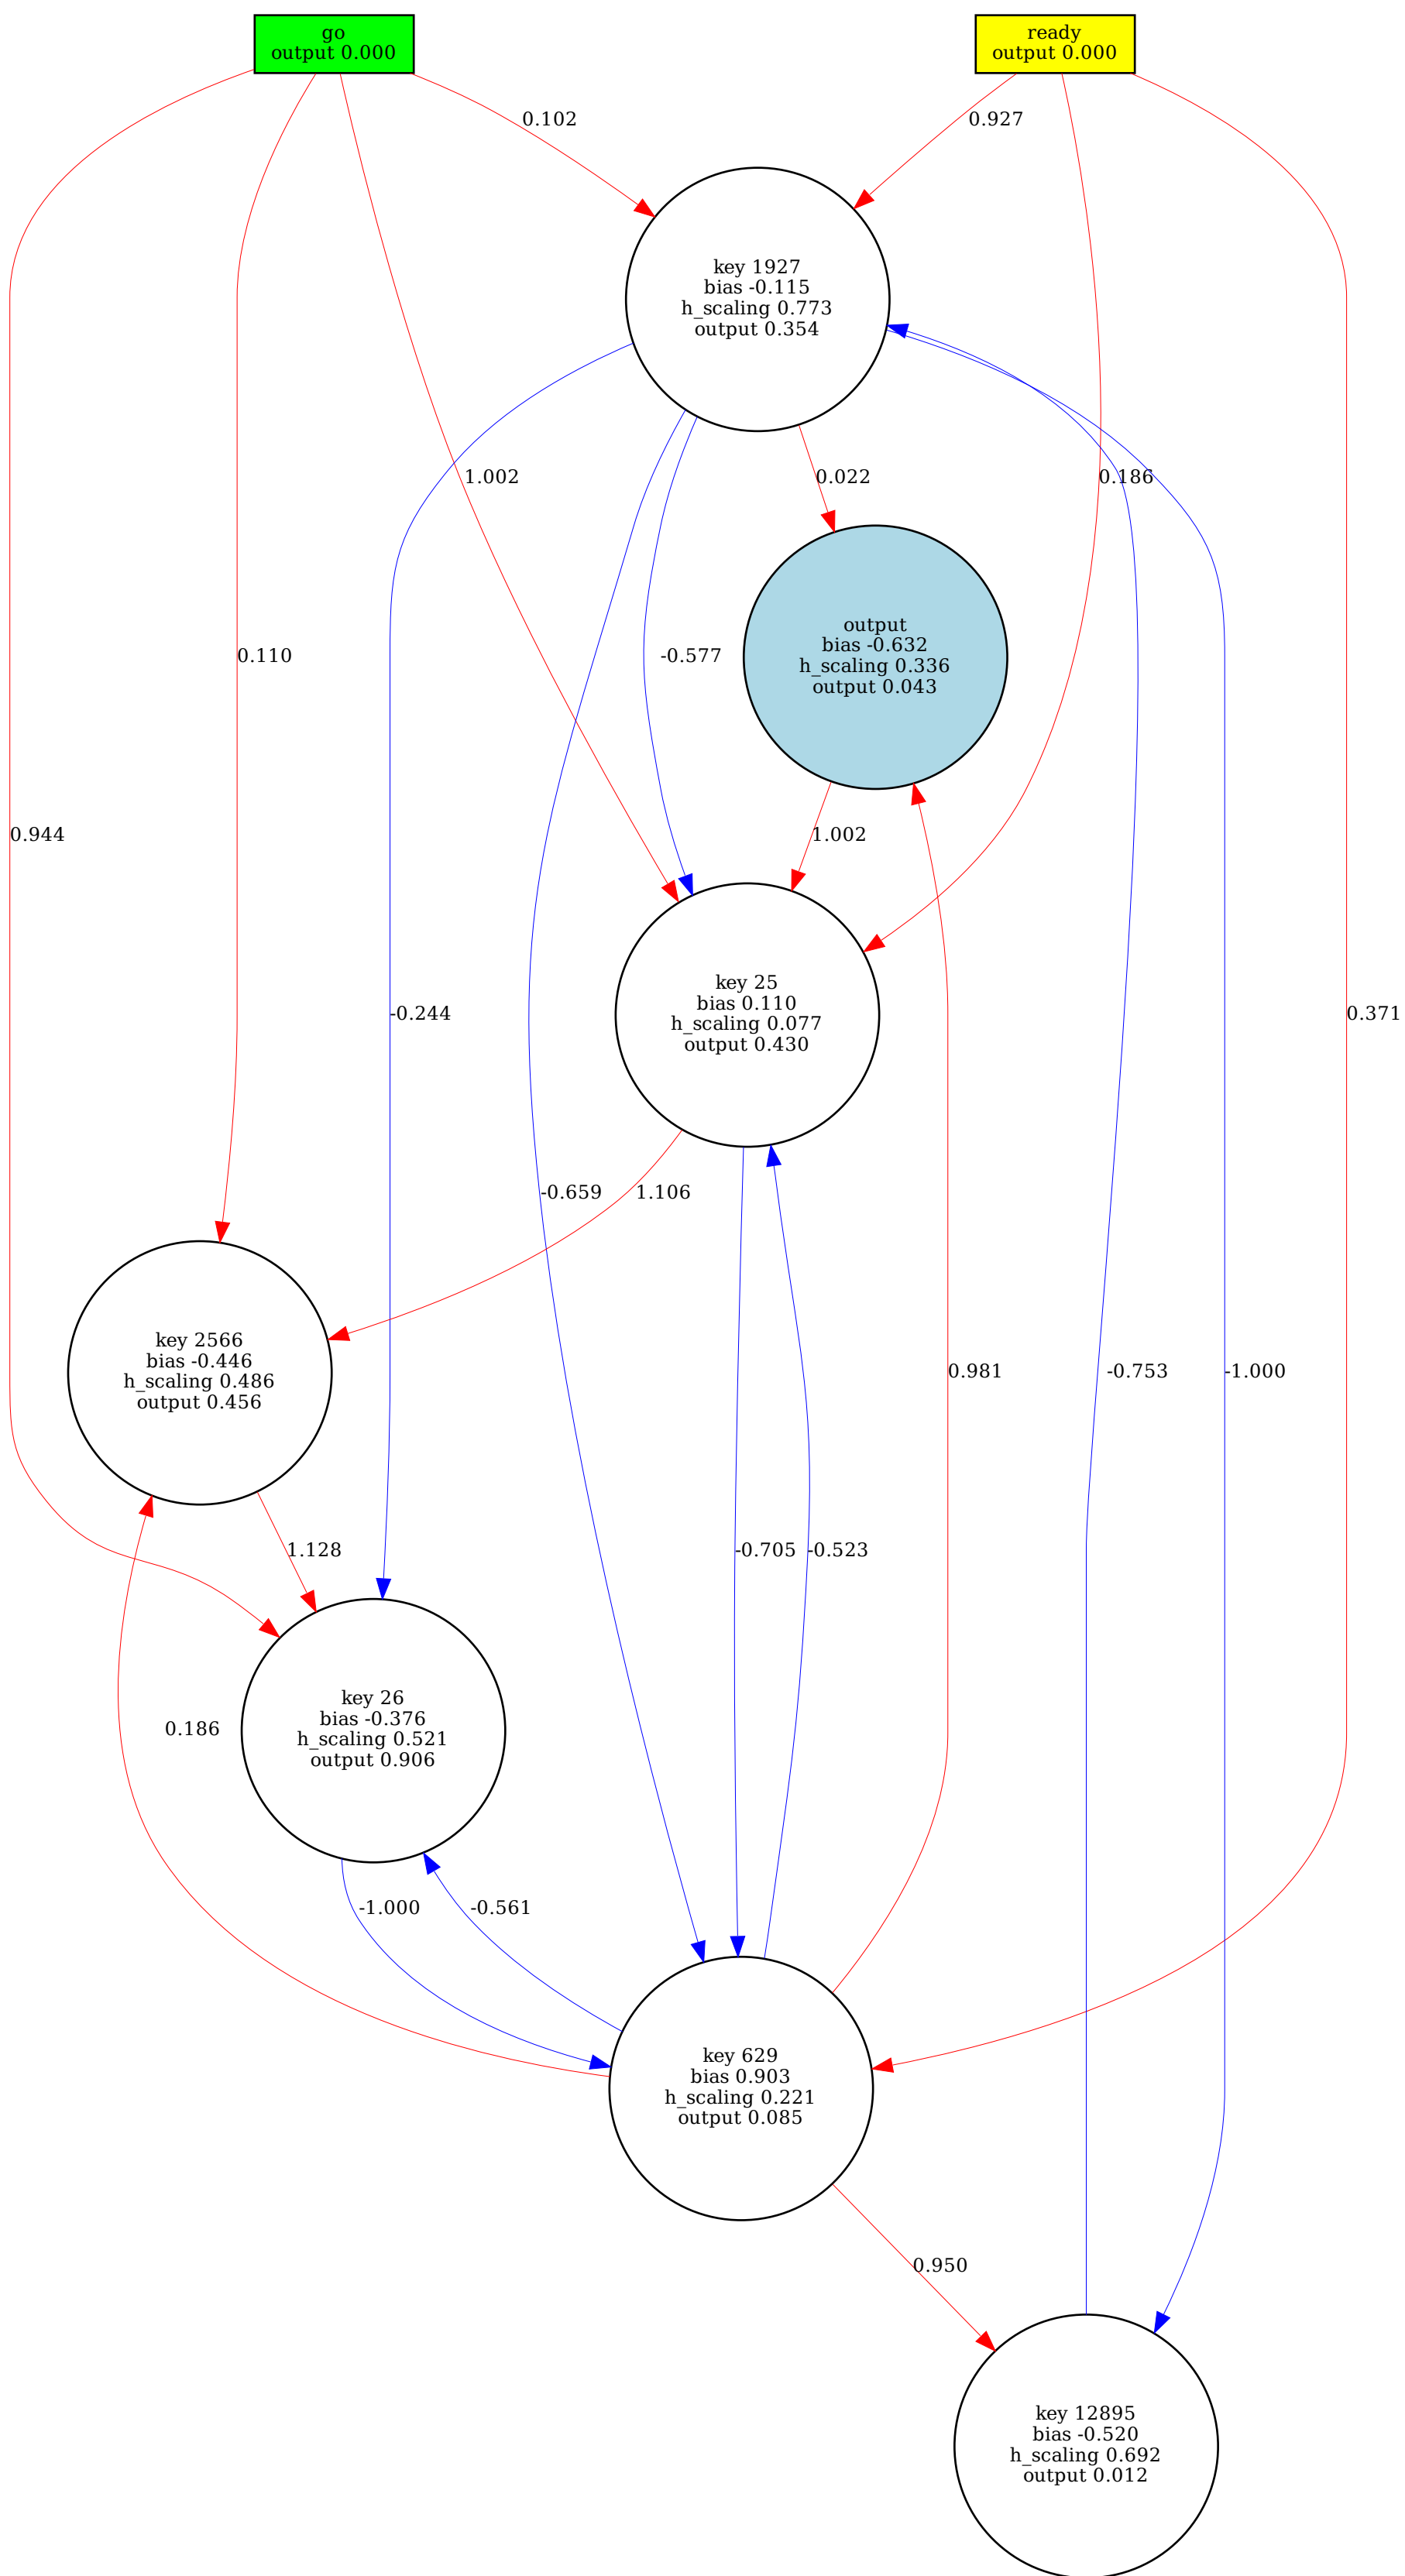 go
output 0.000
ready
output 0.000
0.102
0.927
key 1927
bias -0.115
h_scaling 0.773
output 0.354
1.002
0.022
0.186
output
bias -0.632
h_scaling 0.336
output 0.043
0.110
-0.577
0.944
1.002
key 25
bias 0.110
h_scaling 0.077
output 0.430
-0.244
0.371
-0.659
1.106
key 2566
bias -0.446
h_scaling 0.486
output 0.456
0.981
-0.753
-1.000
1.128
-0.705
-0.523
key 26
bias -0.376
h_scaling 0.521
output 0.906
0.186
-1.000
-0.561
key 629
bias 0.903
h_scaling 0.221
output 0.085
0.950
key 12895
bias -0.520
h_scaling 0.692
output 0.012